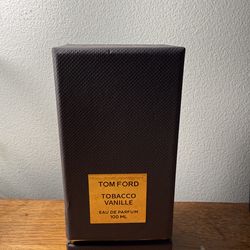 TOM FORD
TOBACCO
VANILLE
EAU DE PARFUM
100 ML